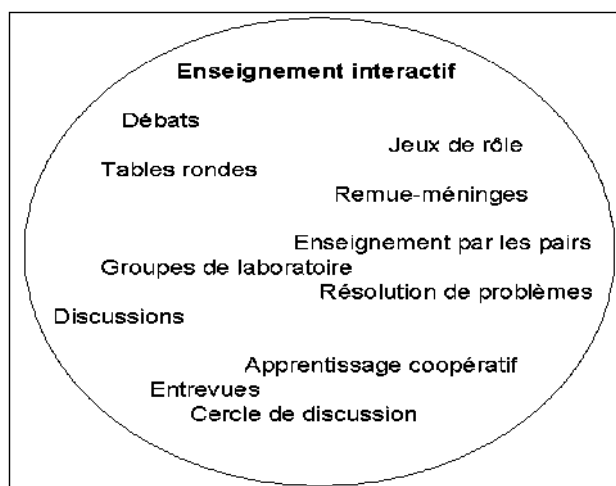 Enseignement interactif
Débats
Jeux de rôle
Tables rondes
Remue-méninges
Enseignement par les pairs
Groupes de laboratoire
Résolution de problèmes
Discussions
Apprentissage coopératif
Entrevues
Cercle de discussion